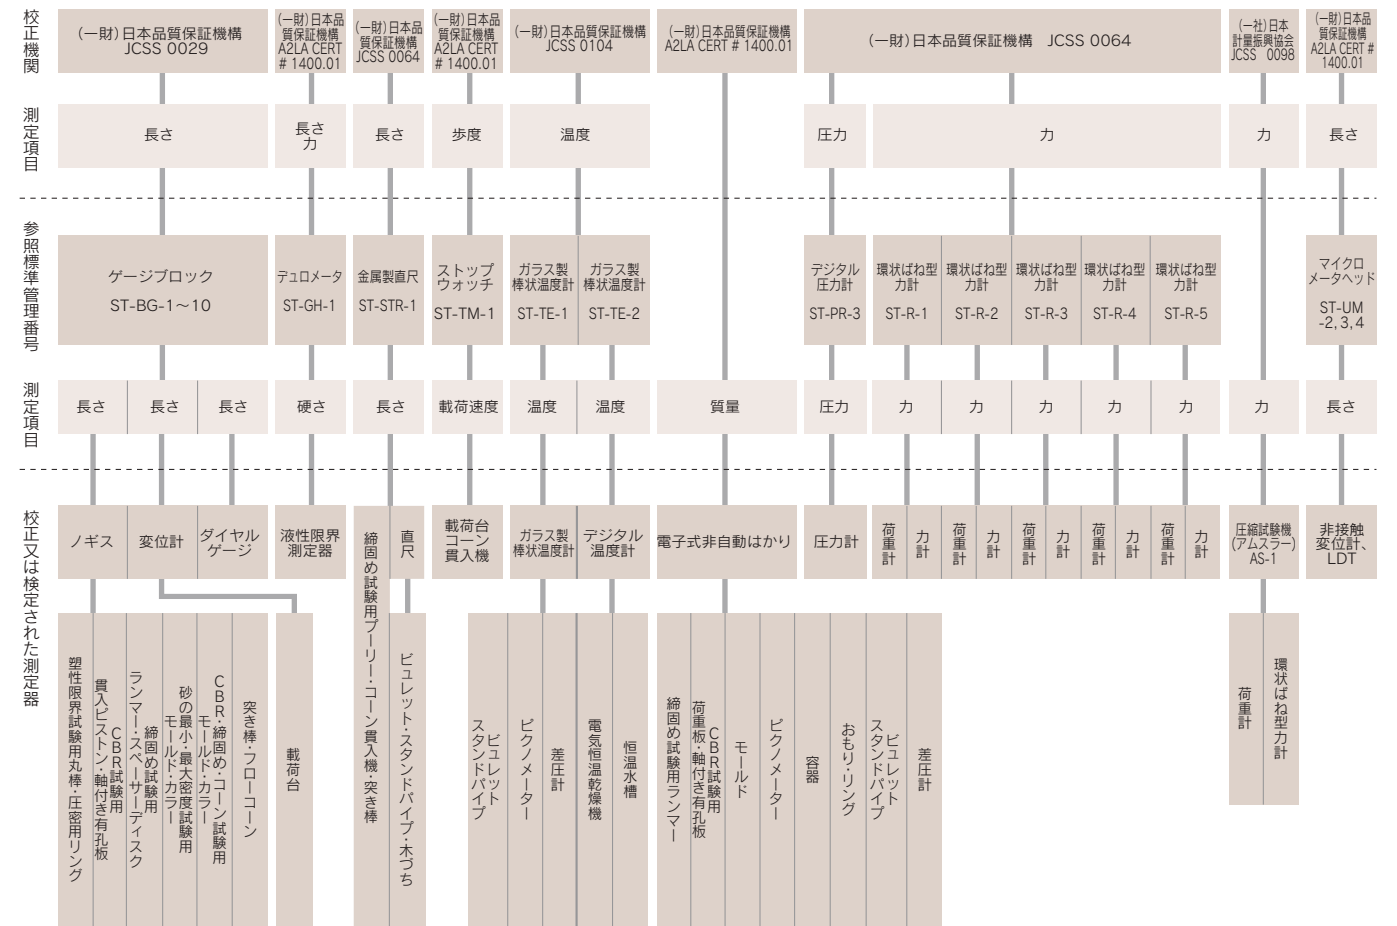 校正機関
(一財)日本品質保証機構
JCSS 0029
(一財)日本品
質保証機構
A2LA CERT
# 1400.01
(一財)日本品
質保証機構
JCSS 0064
(一財)日本品
質保証機構
A2LA CERT
# 1400.01
(一財)日本品質保証機構
JCSS 0104
(一財)日本品質保証機構
A2LA CERT # 1400.01
(一財)日本品質保証機構 JCSS 0064
(一社)日本
計量振興協会
JCSS 0098
(一財)日本品
質保証機構
A2LA CERT #
1400.01
測定項目
長さ
長さ
力
長さ
歩度
温度
圧力
力
力
長さ
参照標準管理番号
ゲージブロック
ST-BG-1〜10
デュロメータ
ST-GH-1
金属製直尺
ST-STR-1
ストップ
ウォッチ
ST-TM-1
ガラス製
棒状温度計
ST-TE-1
ガラス製
棒状温度計
ST-TE-2
デジタル
圧力計
ST-PR-3
環状ばね型
力計
ST-R-1
環状ばね型
力計
ST-R-2
環状ばね型
力計
ST-R-3
環状ばね型
力計
ST-R-4
環状ばね型
力計
ST-R-5
マイクロ
メータヘッド
ST-UM
-2, 3, 4
測定項目
長さ
長さ
長さ
硬さ
長さ
載荷速度
温度
温度
質量
圧力
力
力
力
力
力
力
長さ
校正又は検定された測定器
ノギス
変位計
ダイヤル
ゲージ
液性限界
測定器
締固め試験用プーリー・コーン貫入機・突き棒
直尺
載荷台
コーン
貫入機
ガラス製
棒状温度計
デジタル
温度計
電子式非自動はかり
圧力計
荷重計
力計
荷重計
力計
荷重計
力計
荷重計
力計
荷重計
力計
圧縮試験機
(アムスラー)
AS-1
非接触
変位計、
LDT
塑性限界試験用丸棒・圧密用リング
CBR試験用
貫入ピストン・軸付き有孔板
締固め試験用
ランマー・スペーサーディスク
砂の最小・最大密度試験用
モールド・カラー
CBR・締固め・コーン試験用
モールド・カラー
突き棒・フローコーン
載荷台
ビュレット・スタンドパイプ・木づち
ビュレット
スタンドパイプ
ピクノメーター
差圧計
電気恒温乾燥機
恒温水槽
締固め試験用ランマー
CBR試験用
荷重板・軸付き有孔板
モールド
ピクノメーター
容器
おもり・リング
ビュレット
スタンドパイプ
差圧計
荷重計
環状ばね型力計